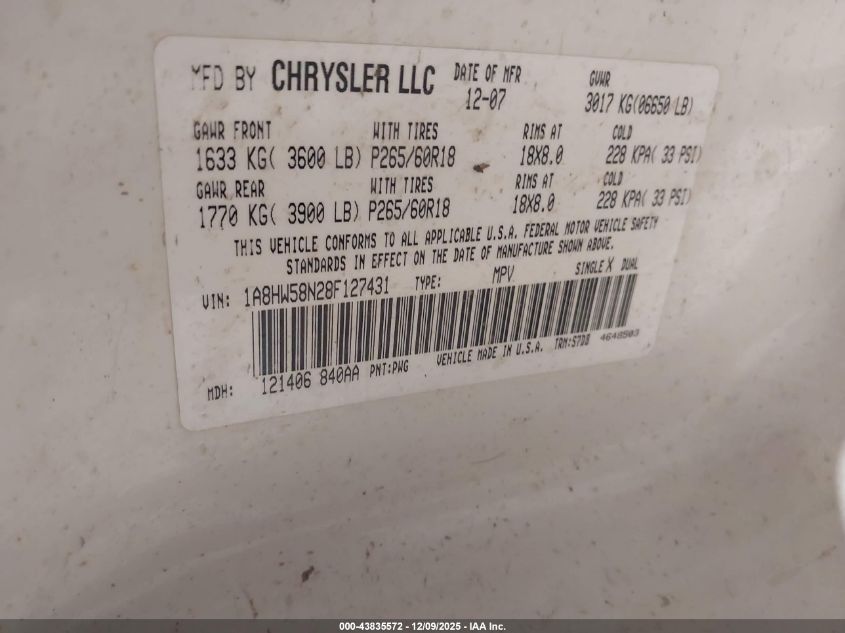 MFD BY CHRYSLER LLC DATE OF MFR GVWR
12-07 3017 KG(06650 LB)
GAWR FRONT WITH TIRES RIMS AT COLD
1633 KG( 3600 LB) P265/60R18 18X8.0 228 KPA( 33 PSI)
GAWR REAR WITH TIRES RIMS AT COLD
1770 KG( 3900 LB) P265/60R18 18X8.0 228 KPA( 33 PSI)
THIS VEHICLE CONFORMS TO ALL APPLICABLE U.S.A. FEDERAL MOTOR VEHICLE SAFETY
STANDARDS IN EFFECT ON THE DATE OF MANUFACTURE SHOWN ABOVE.
VIN: 1A8HW58N28F127431 TYPE: MPV SINGLE X DUAL
MDH: 121406 840AA PNT:PWG VEHICLE MADE IN U.S.A. TRM:S7D8 4648503
000-43835572 - 12/09/2025 - IAA Inc.